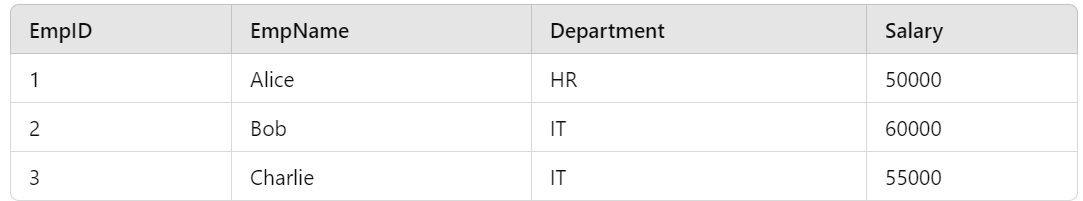 EmpID EmpName Department Salary
1 Alice HR 50000
2 Bob IT 60000
3 Charlie IT 55000